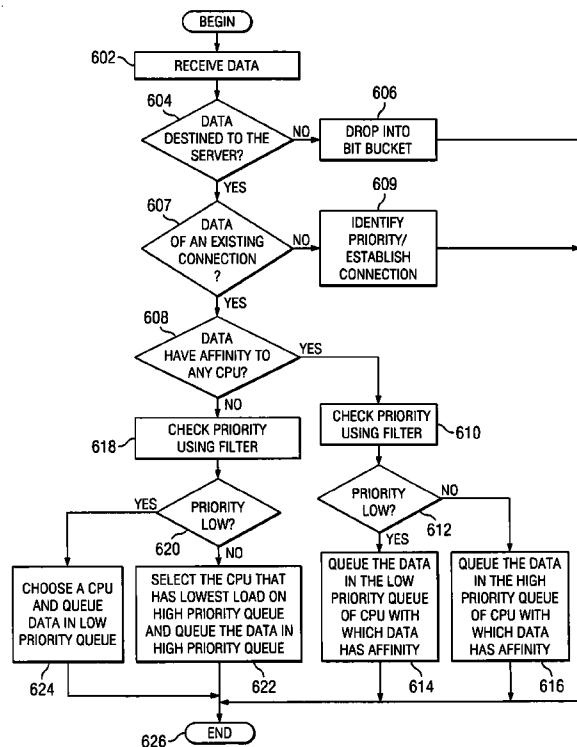 BEGIN
602
RECEIVE DATA
604
DATA
DESTINED TO THE
SERVER?
NO
606
DROP INTO
BIT BUCKET
YES
607
DATA
OF AN EXISTING
CONNECTION
?
NO
609
IDENTIFY
PRIORITY/
ESTABLISH
CONNECTION
YES
608
DATA
HAVE AFFINITY TO
ANY CPU?
YES
NO
618
CHECK PRIORITY
USING FILTER
CHECK PRIORITY
USING FILTER
610
YES
PRIORITY
LOW?
620
NO
PRIORITY
LOW?
NO
612
YES
CHOOSE A CPU
AND QUEUE
DATA IN LOW
PRIORITY QUEUE
624
SELECT THE CPU THAT
HAS LOWEST LOAD ON
HIGH PRIORITY QUEUE
AND QUEUE THE DATA IN
HIGH PRIORITY QUEUE
622
QUEUE THE DATA
IN THE LOW
PRIORITY QUEUE
OF CPU WITH
WHICH DATA
HAS AFFINITY
614
QUEUE THE DATA
IN THE HIGH
PRIORITY QUEUE
OF CPU WITH
WHICH DATA
HAS AFFINITY
616
626
END